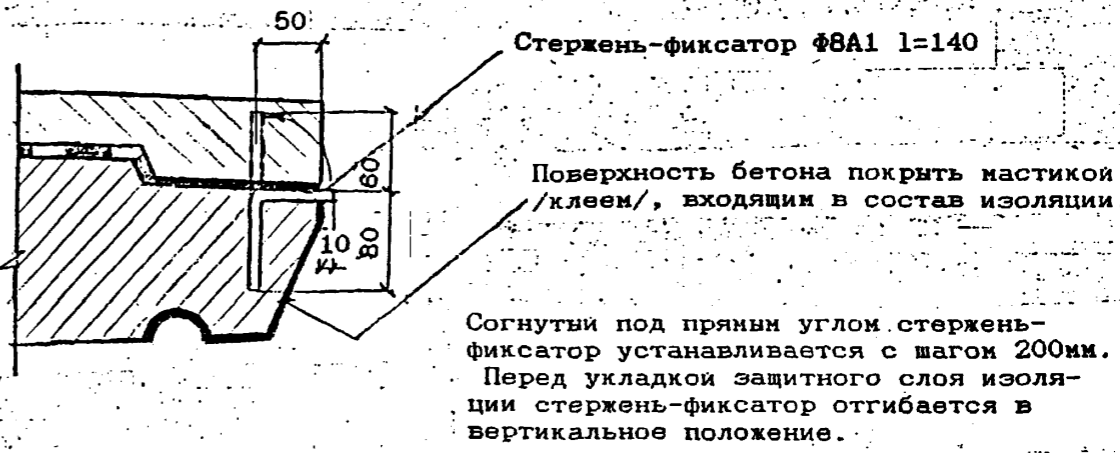 50
Стержень-фиксатор Ф8А1 l=140
60
Поверхность бетона покрыть мастикой
/клеем/, входящим в состав изоляции
10
80
Согнутый под прямым углом стержень-
фиксатор устанавливается с шагом 200мм.
Перед укладкой защитного слоя изоля-
ции стержень-фиксатор отгибается в
вертикальное положение.